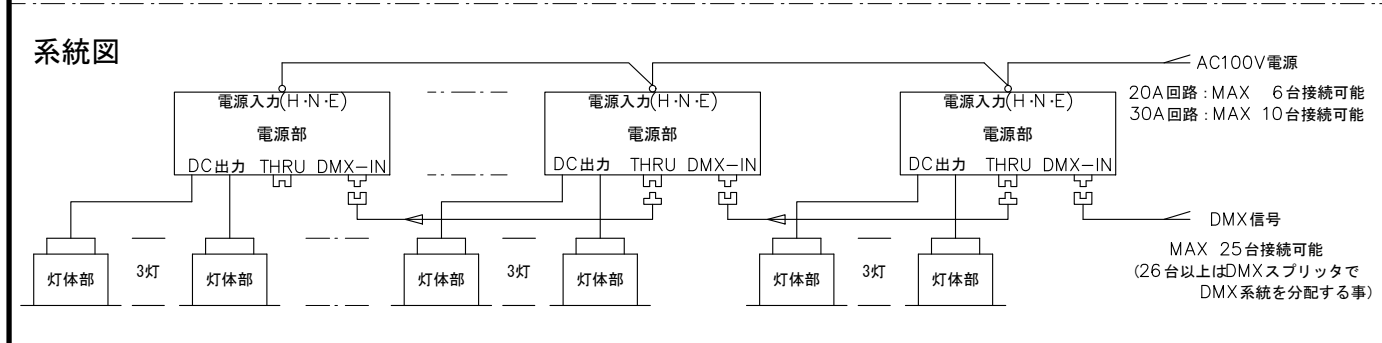 系統図
AC100V電源
20A回路：MAX 6台接続可能
30A回路：MAX 10台接続可能
電源入力(H・N・E)
電源部
DC出力 THRU DMX-IN
電源入力(H・N・E)
電源部
DC出力 THRU DMX-IN
電源入力(H・N・E)
電源部
DC出力 THRU DMX-IN
DMX信号
MAX 25台接続可能
(26台以上はDMXスプリッタで
DMX系統を分配する事)
灯体部 3灯 灯体部
灯体部 3灯 灯体部
灯体部 3灯 灯体部